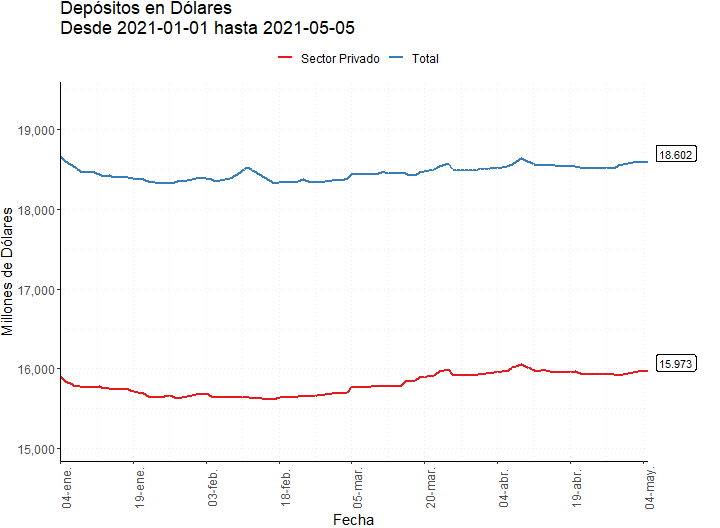 Depósitos en Dólares
Desde 2021-01-01 hasta 2021-05-05
Sector Privado
Total
Millones de Dólares
19,000
18,000
17,000
16,000
15,000
18.602
15.973
04-ene.
19-ene.
03-feb.
18-feb.
05-mar.
20-mar.
04-abr.
19-abr.
04-may.
Fecha